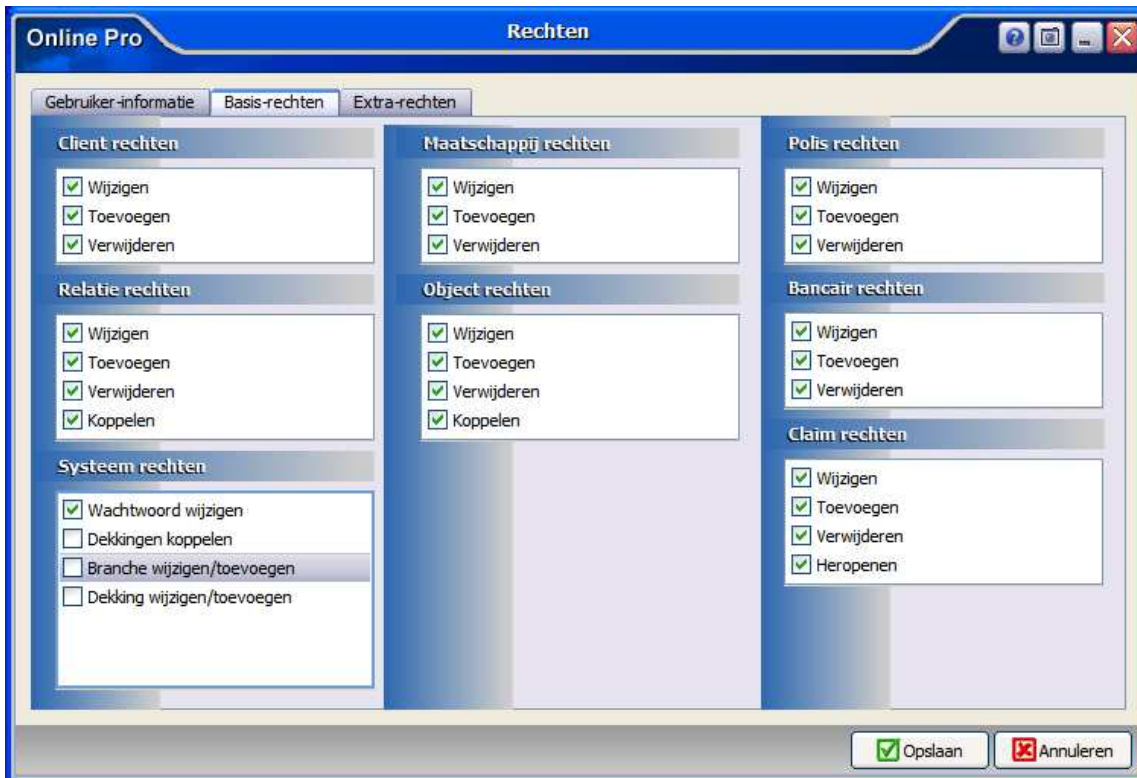 Online Pro
Rechten
Gebruiker-informatie
Basis-rechten
Extra-rechten
Client rechten
Wijzigen
Toevoegen
Verwijderen
Relatie rechten
Wijzigen
Toevoegen
Verwijderen
Koppelen
Systeem rechten
Wachtwoord wijzigen
Dekkingen koppelen
Branche wijzigen/toevoegen
Dekking wijzigen/toevoegen
Maatschappij rechten
Wijzigen
Toevoegen
Verwijderen
Object rechten
Wijzigen
Toevoegen
Verwijderen
Koppelen
Polis rechten
Wijzigen
Toevoegen
Verwijderen
Bancair rechten
Wijzigen
Toevoegen
Verwijderen
Claim rechten
Wijzigen
Toevoegen
Verwijderen
Heropenen
Opslaan
Annuleren